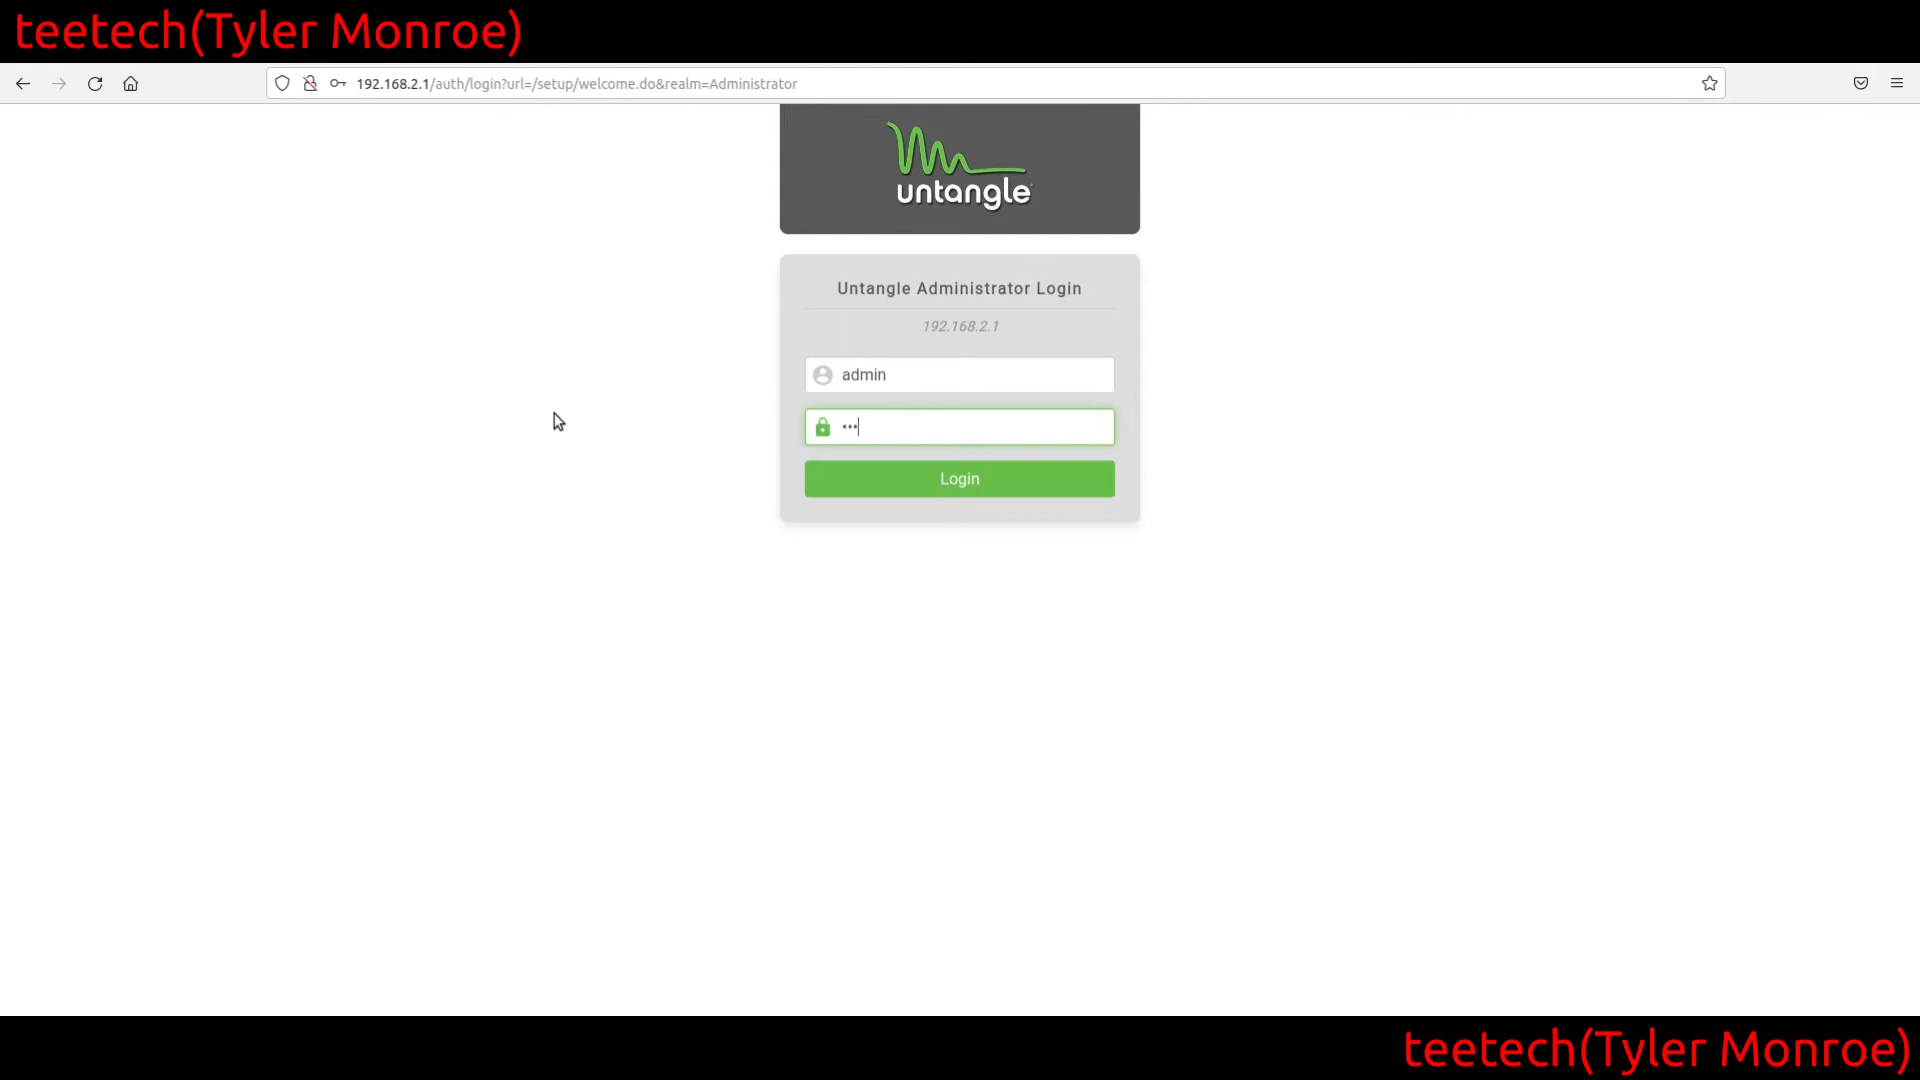 teetech(Tyler Monroe)
192.168.2.1/auth/login?url=/setup/welcome.do&realm=Administrator
untangle
Untangle Administrator Login
192.168.2.1
admin
•••
Login
teetech(Tyler Monroe)